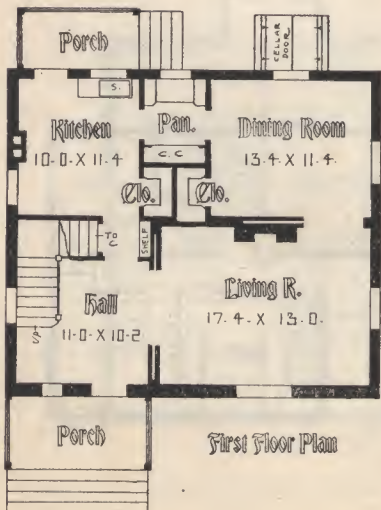 Porch
CELLAR DOOR
S.
Kitchen
10-0-X 11-4
Pan.
C. C
Dining Room
13-4-X 11-4-
Clo.
Clo.
TO C
SHELF
Living R.
17-4-X 13-0-
Hall
11-0-X 10-2
UP
Porch
First Floor Plan